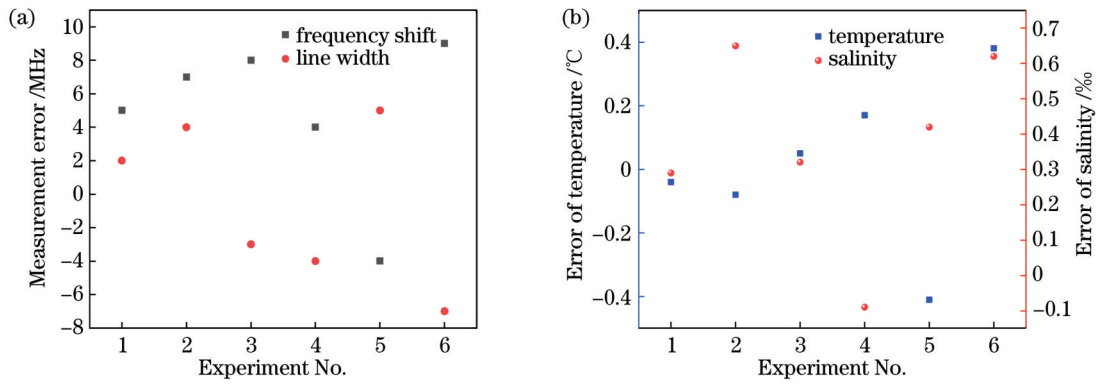 (a)
10
8
6
4
2
0
−2
−4
−6
−8
Measurement error /MHz
frequency shift
line width
1 2 3 4 5 6
Experiment No.
(b)
0.4
0.2
0
−0.2
−0.4
Error of temperature /℃
temperature
salinity
0.7
0.6
0.5
0.4
0.3
0.2
0.1
0
−0.1
Error of salinity /‰
1 2 3 4 5 6
Experiment No.